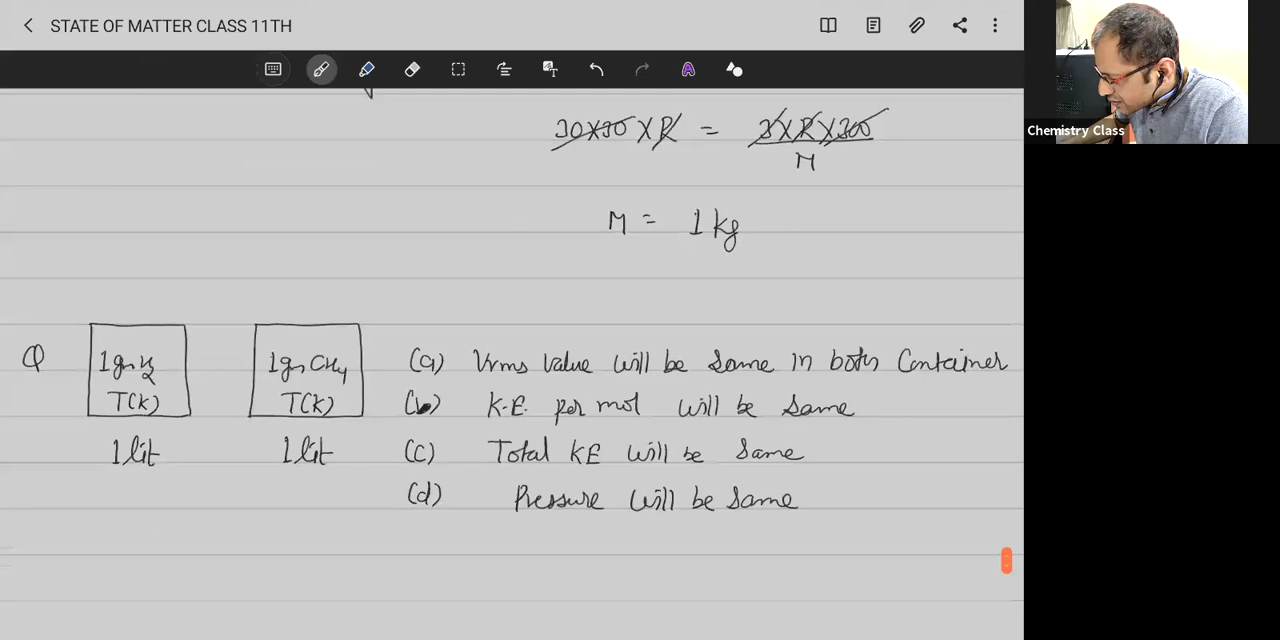 STATE OF MATTER CLASS 11TH
Chemistry Class
30×30 × R = 3×R×300
M
M = 1 kg
Q
1gm H2
T(K)
1 lit
1gm CH4
T(K)
1 lit
(a) Vrms value will be same in both Container
(b) K.E. per mol will be same
(c) Total KE will be same
(d) Pressure will be same